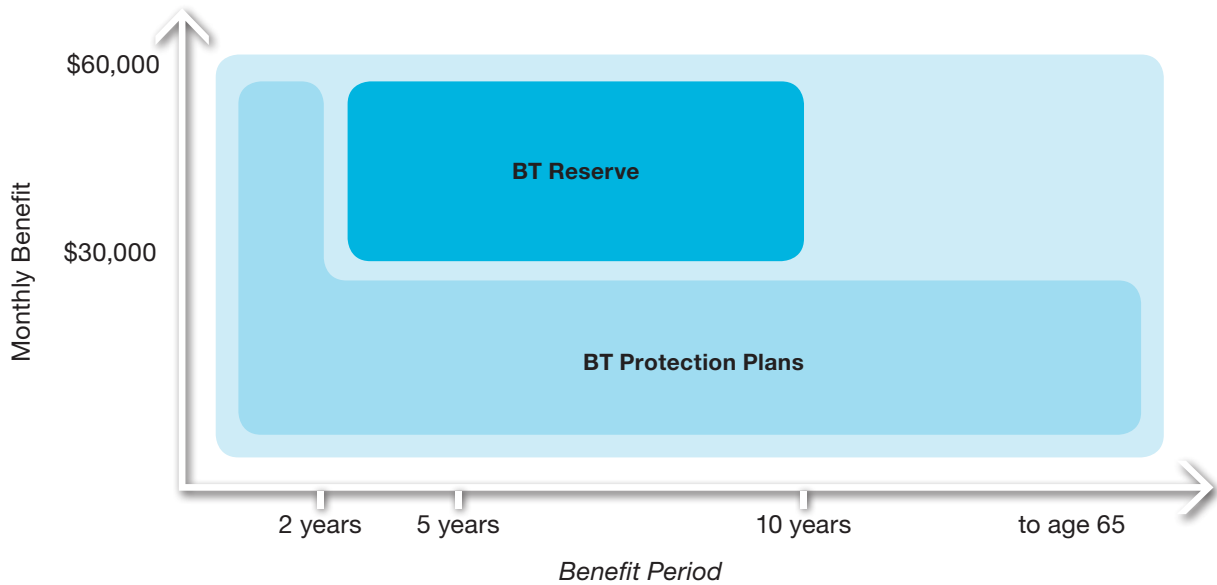 $60,000
BT Reserve
Monthly Benefit
$30,000
BT Protection Plans
2 years
5 years
10 years
to age 65
Benefit Period